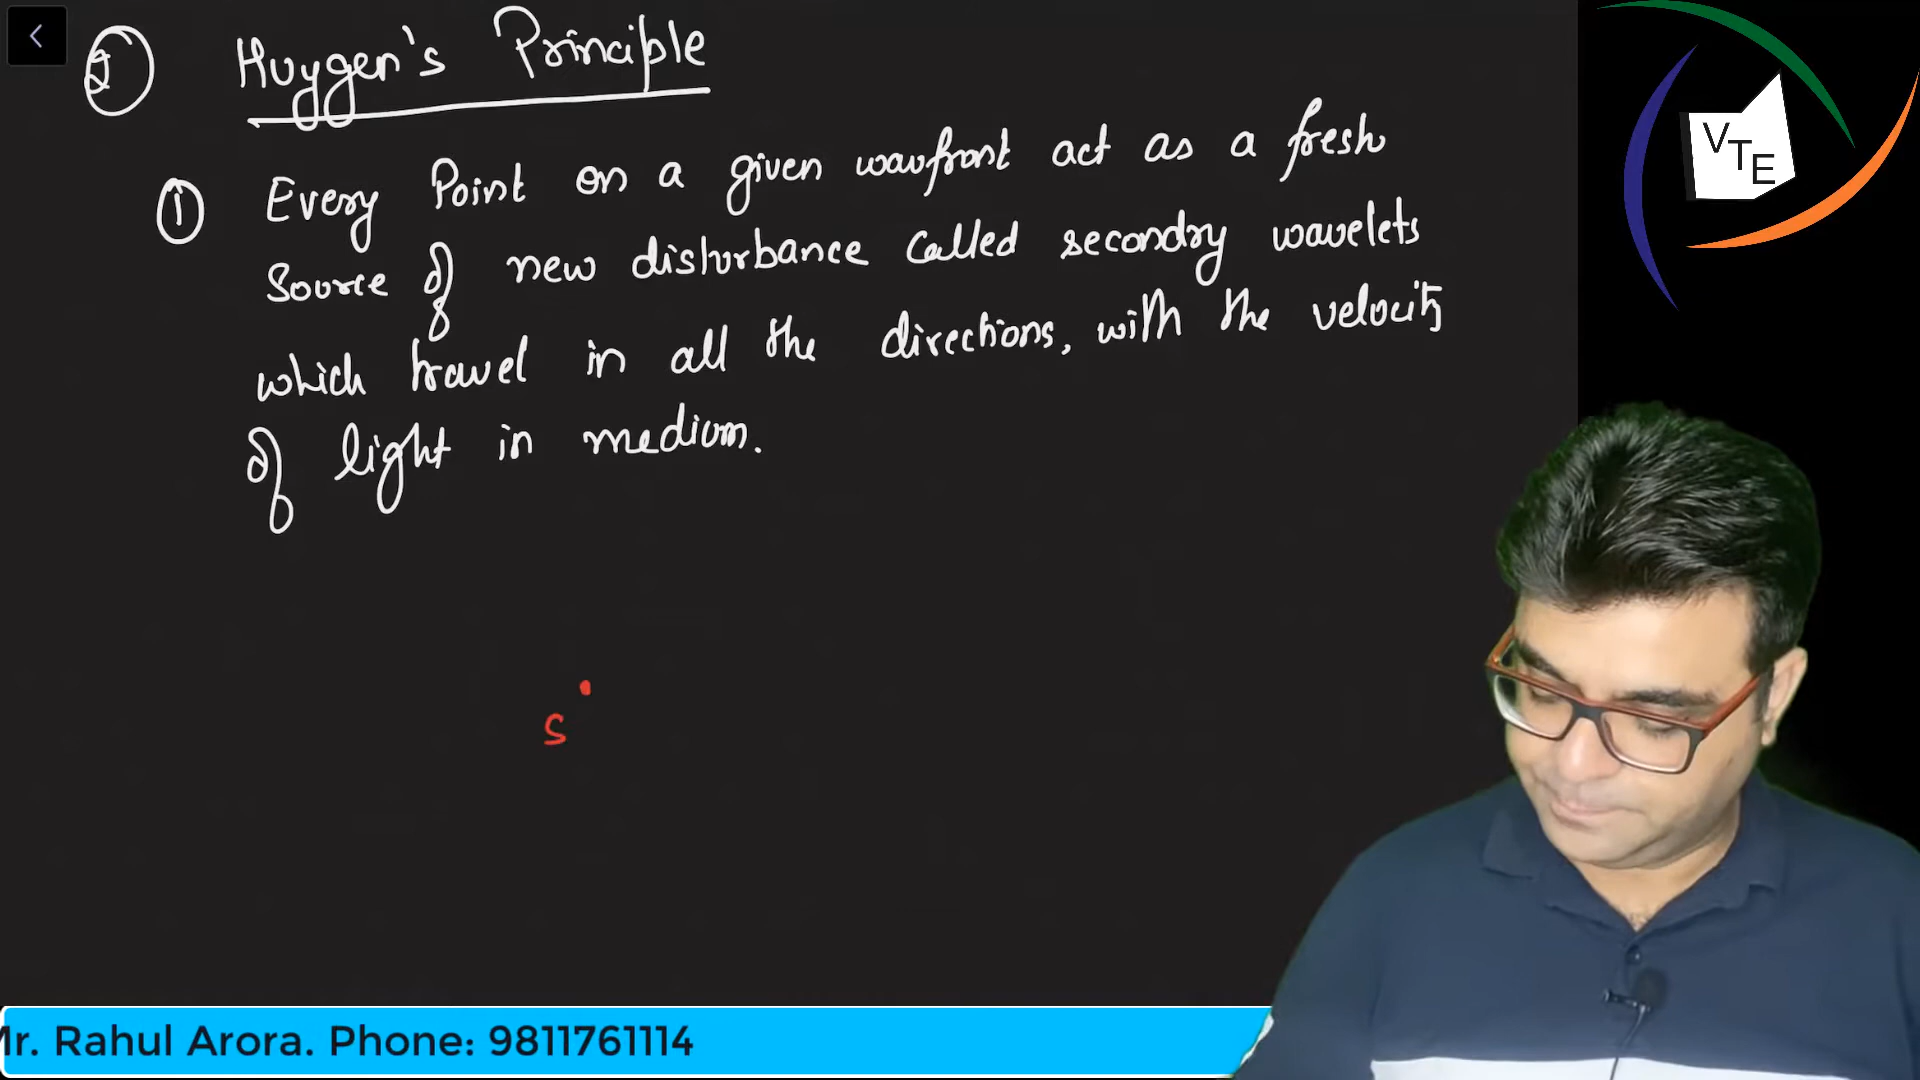 ② Huygen's Principle
① Every Point on a given wavfront act as a fresh
Source of new disturbance called secondry wavelets
which travel in all the directions, with the velocity
of light in medium.
S
VTE
Mr. Rahul Arora. Phone: 9811761114